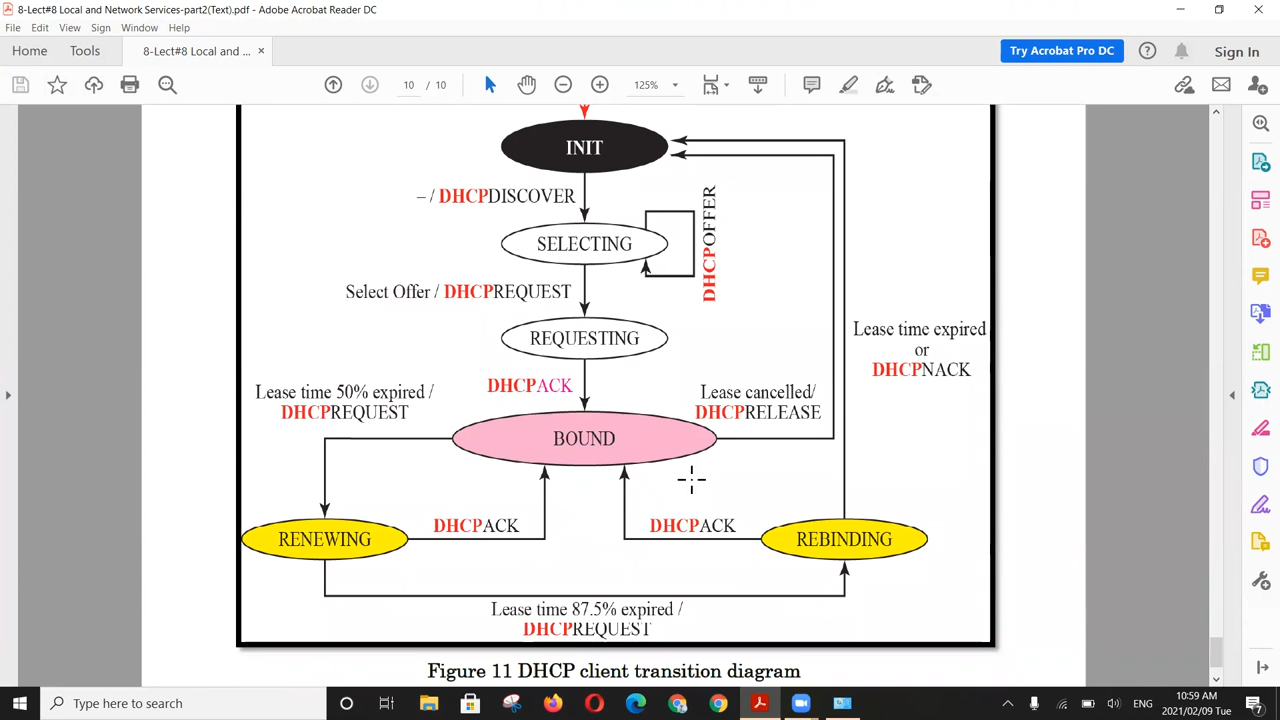 8-Lect#8 Local and Network Services-part2(Text).pdf - Adobe Acrobat Reader DC
File Edit View Sign Window Help
Home Tools 8-Lect#8 Local and ... × Try Acrobat Pro DC Sign In
10 / 10 125%
INIT
– / DHCPDISCOVER
DHCPOFFER
SELECTING
Select Offer / DHCPREQUEST
REQUESTING
Lease time expired
or
DHCPNACK
DHCPACK
Lease time 50% expired /
DHCPREQUEST
Lease cancelled/
DHCPRELEASE
BOUND
DHCPACK
DHCPACK
RENEWING
REBINDING
Lease time 87.5% expired /
DHCPREQUEST
Figure 11 DHCP client transition diagram
Type here to search
ENG
10:59 AM
2021/02/09 Tue
7